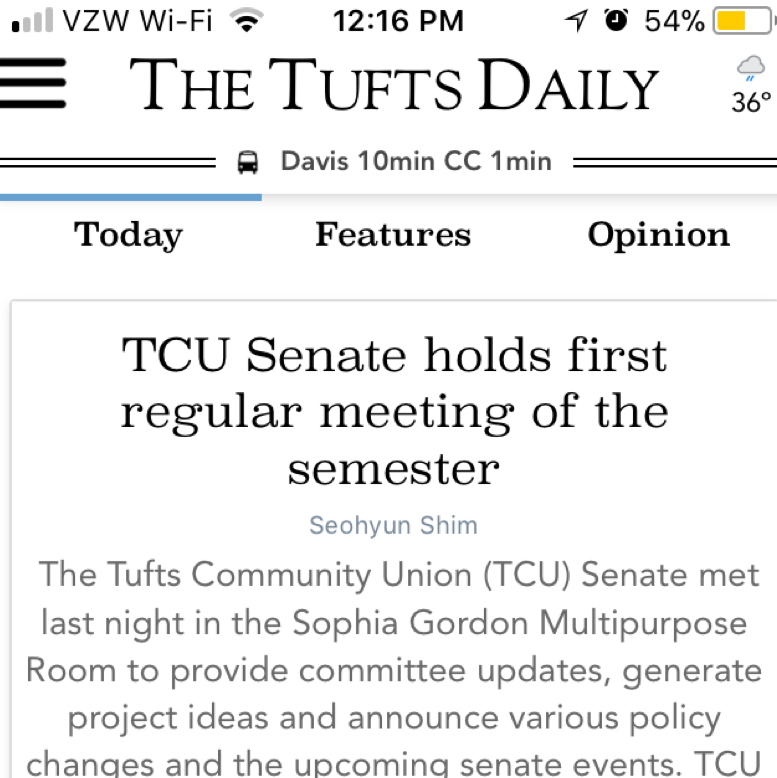 VZW Wi-Fi 12:16 PM 54%
THE TUFTS DAILY
36°
Davis 10min CC 1min
Today Features Opinion
TCU Senate holds first
regular meeting of the
semester
Seohyun Shim
The Tufts Community Union (TCU) Senate met
last night in the Sophia Gordon Multipurpose
Room to provide committee updates, generate
project ideas and announce various policy
changes and the upcoming senate events. TCU